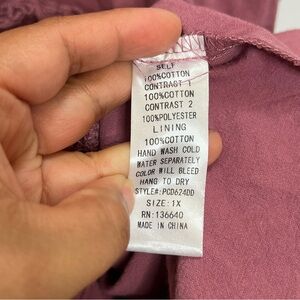 SELF
100%COTTON
CONTRAST 1
100%COTTON
CONTRAST 2
100%POLYESTER
LINING
100%COTTON
HAND WASH COLD
WATER SEPARATELY
COLOR WILL BLEED
HANG TO DRY
STYLE#: PCD624DD
SIZE: 1X
RN: 136640
MADE IN CHINA